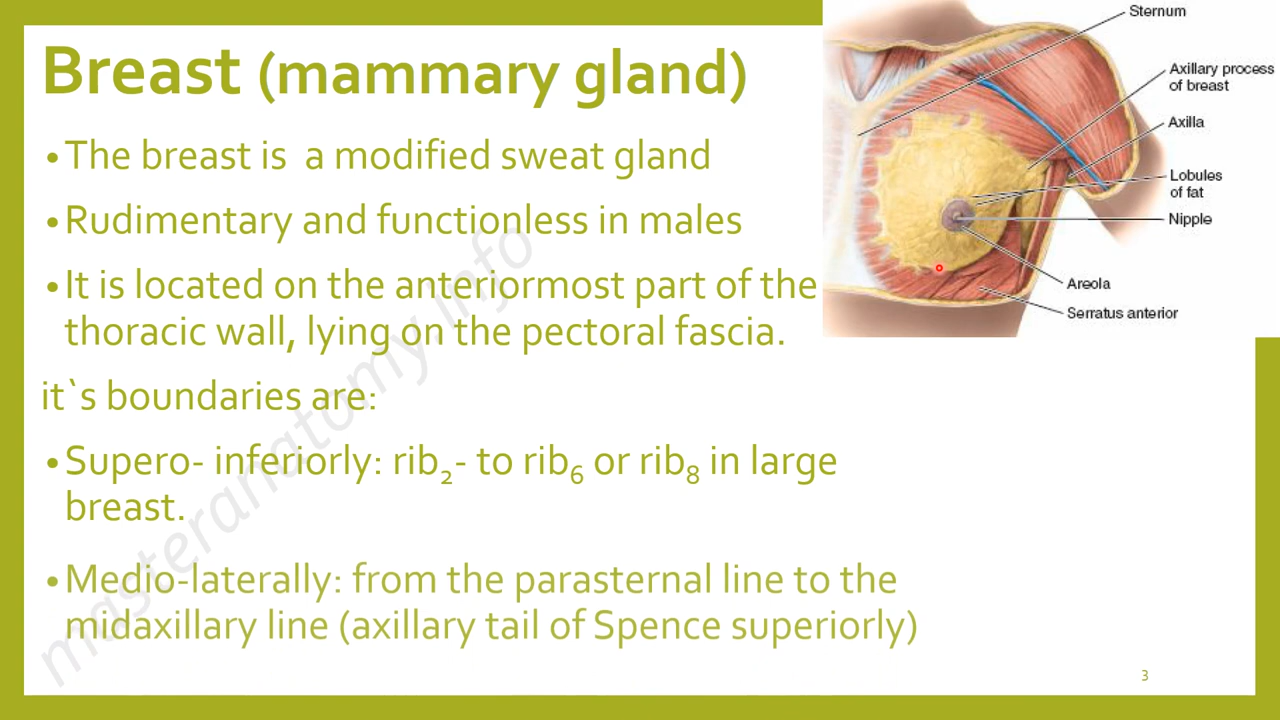 Breast (mammary gland)
•The breast is  a modified sweat gland
•Rudimentary and functionless in males
•It is located on the anteriormost part of the
thoracic wall, lying on the pectoral fascia.
it`s boundaries are:
•Supero- inferiorly: rib2- to rib6 or rib8 in large
breast.
•Medio-laterally: from the parasternal line to the
midaxillary line (axillary tail of Spence superiorly)
Sternum
Axillary process
of breast
Axilla
Lobules
of fat
Nipple
Areola
Serratus anterior
masteranatomy.info
3